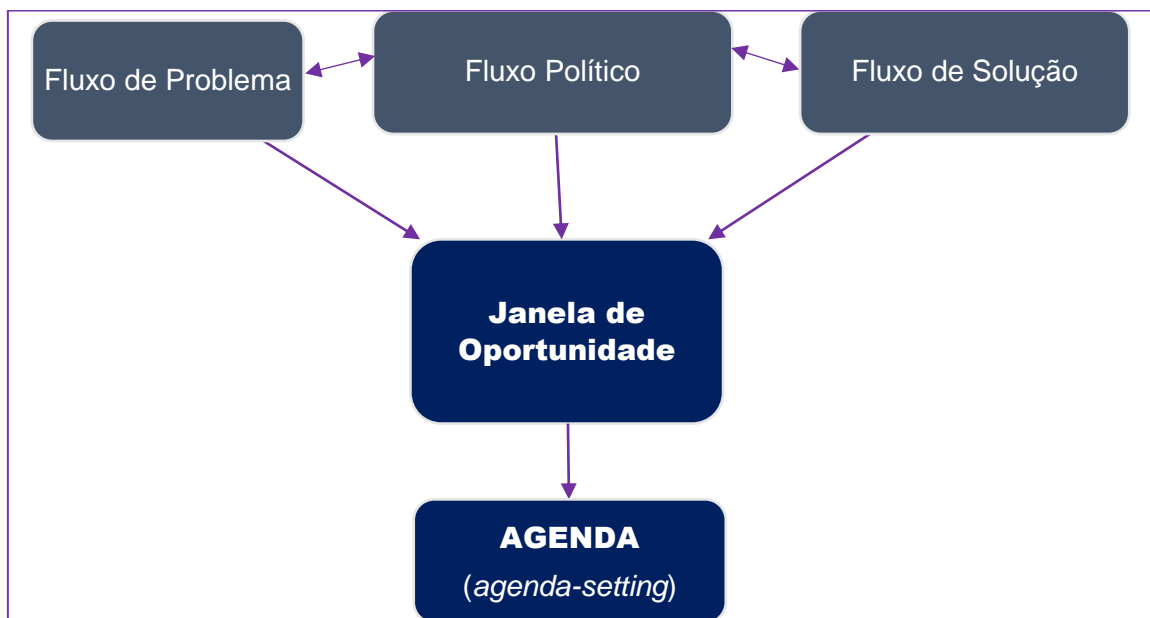 Fluxo de Problema
Fluxo Político
Fluxo de Solução
Janela de
Oportunidade
AGENDA
(agenda-setting)